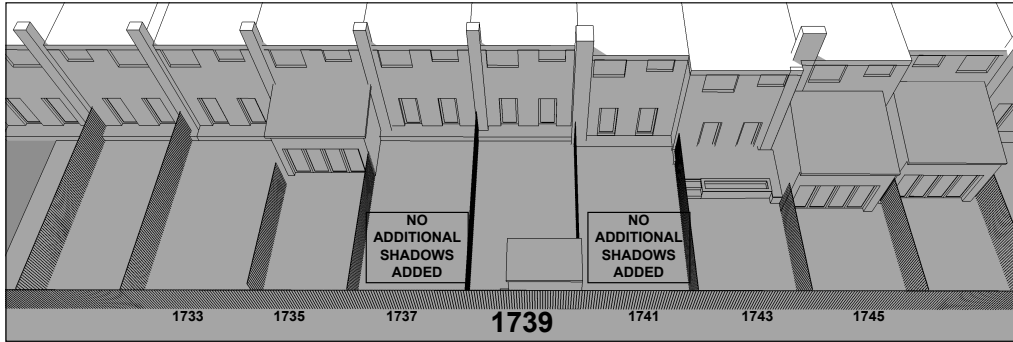 NO
ADDITIONAL
SHADOWS
ADDED
NO
ADDITIONAL
SHADOWS
ADDED
1733 1735 1737 1739 1741 1743 1745